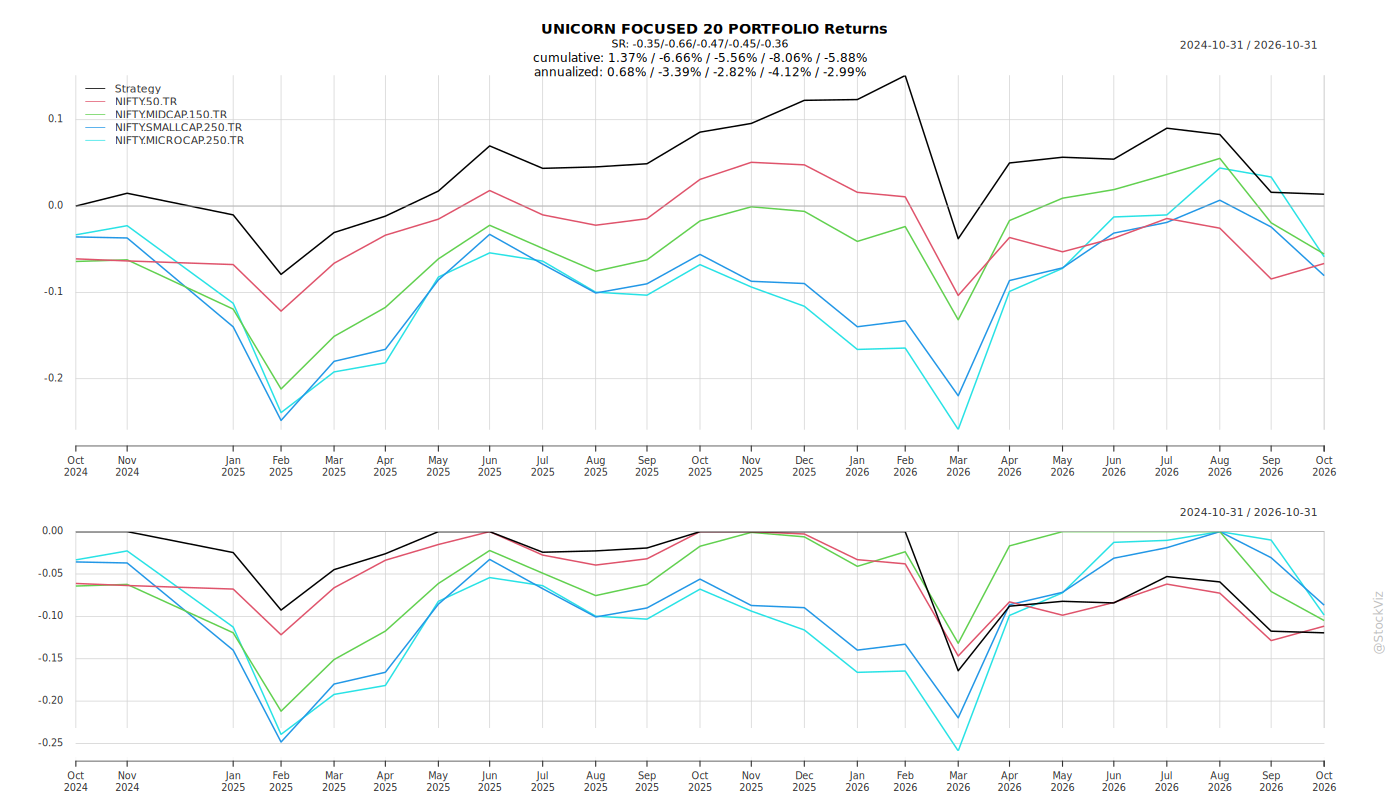 UNICORN FOCUSED 20 PORTFOLIO Returns
SR: -0.35/-0.66/-0.47/-0.45/-0.36
2024-10-31 / 2026-10-31
cumulative: 1.37% / -6.66% / -5.56% / -8.06% / -5.88%
annualized: 0.68% / -3.39% / -2.82% / -4.12% / -2.99%
Strategy
NIFTY.50.TR
NIFTY.MIDCAP.150.TR
NIFTY.SMALLCAP.250.TR
NIFTY.MICROCAP.250.TR
0.1
0.0
-0.1
-0.2
Oct Nov Jan Feb Mar Apr May Jun Jul Aug Sep Oct Nov Dec Jan Feb Mar Apr May Jun Jul Aug Sep Oct
2024 2024 2025 2025 2025 2025 2025 2025 2025 2025 2025 2025 2025 2025 2026 2026 2026 2026 2026 2026 2026 2026 2026 2026
2024-10-31 / 2026-10-31
0.00
-0.05
-0.10
-0.15
-0.20
-0.25
Oct Nov Jan Feb Mar Apr May Jun Jul Aug Sep Oct Nov Dec Jan Feb Mar Apr May Jun Jul Aug Sep Oct
2024 2024 2025 2025 2025 2025 2025 2025 2025 2025 2025 2025 2025 2025 2026 2026 2026 2026 2026 2026 2026 2026 2026 2026
@StockViz